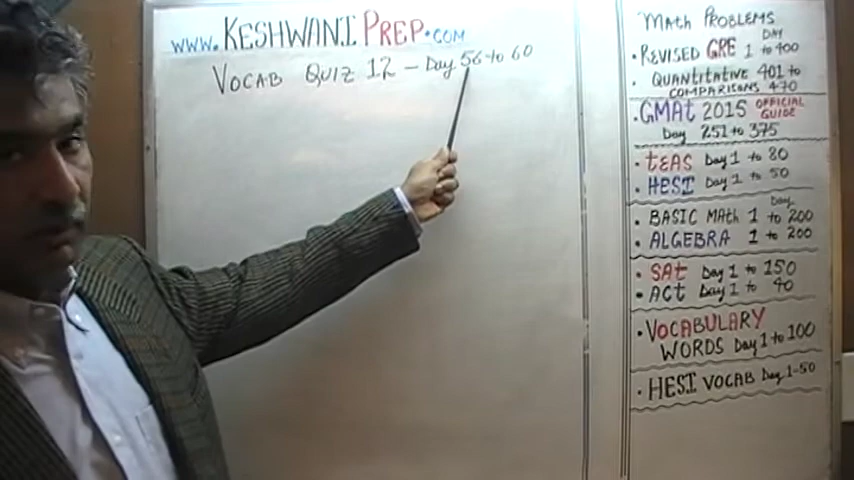 www.KESHWANI PREP.COM
VOCAB QUIZ 12 – Day 56 to 60
MATH PROBLEMS
DAY
• REVISED GRE 1 to 400
• QUANTITATIVE 401 to
COMPARISONS 470
• GMAt 2015 OFFICIAL GUIDE
Day 251 to 375
• tEAS Day 1 to 80
• HESI Day 1 to 50
Day
• BASIC MAth 1 to 200
• ALGEBRA 1 to 200
• SAt Day 1 to 150
• ACt Day 1 to 40
• VOCABULARY
WORDS Day 1 to 100
• HESI VOCAB Day 1-50